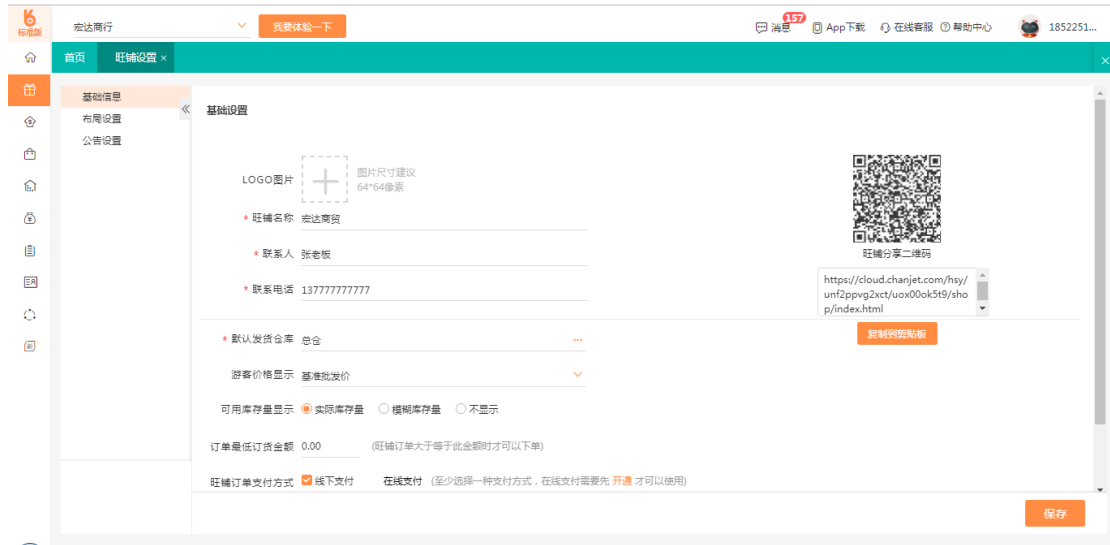 标准版
宏达商行
我要体验一下
消息 157
App下载
在线客服
帮助中心
1852251...
首页
旺铺设置 ×
基础信息
布局设置
公告设置
基础设置
LOGO图片
图片尺寸建议
64*64像素
* 旺铺名称 宏达商贸
* 联系人 张老板
* 联系电话 137777777777
旺铺分享二维码
https://cloud.chanjet.com/hsy/
unf2ppvg2xct/uox00ok5t9/sho
p/index.html
复制到剪贴板
* 默认发货仓库 总仓 ...
游客价格显示 基准批发价
可用库存量显示 实际库存量 模糊库存量 不显示
订单最低订货金额 0.00 (旺铺订单大于等于此金额时才可以下单)
旺铺订单支付方式 线下支付 在线支付 (至少选择一种支付方式，在线支付需要先 开通 才可以使用)
保存